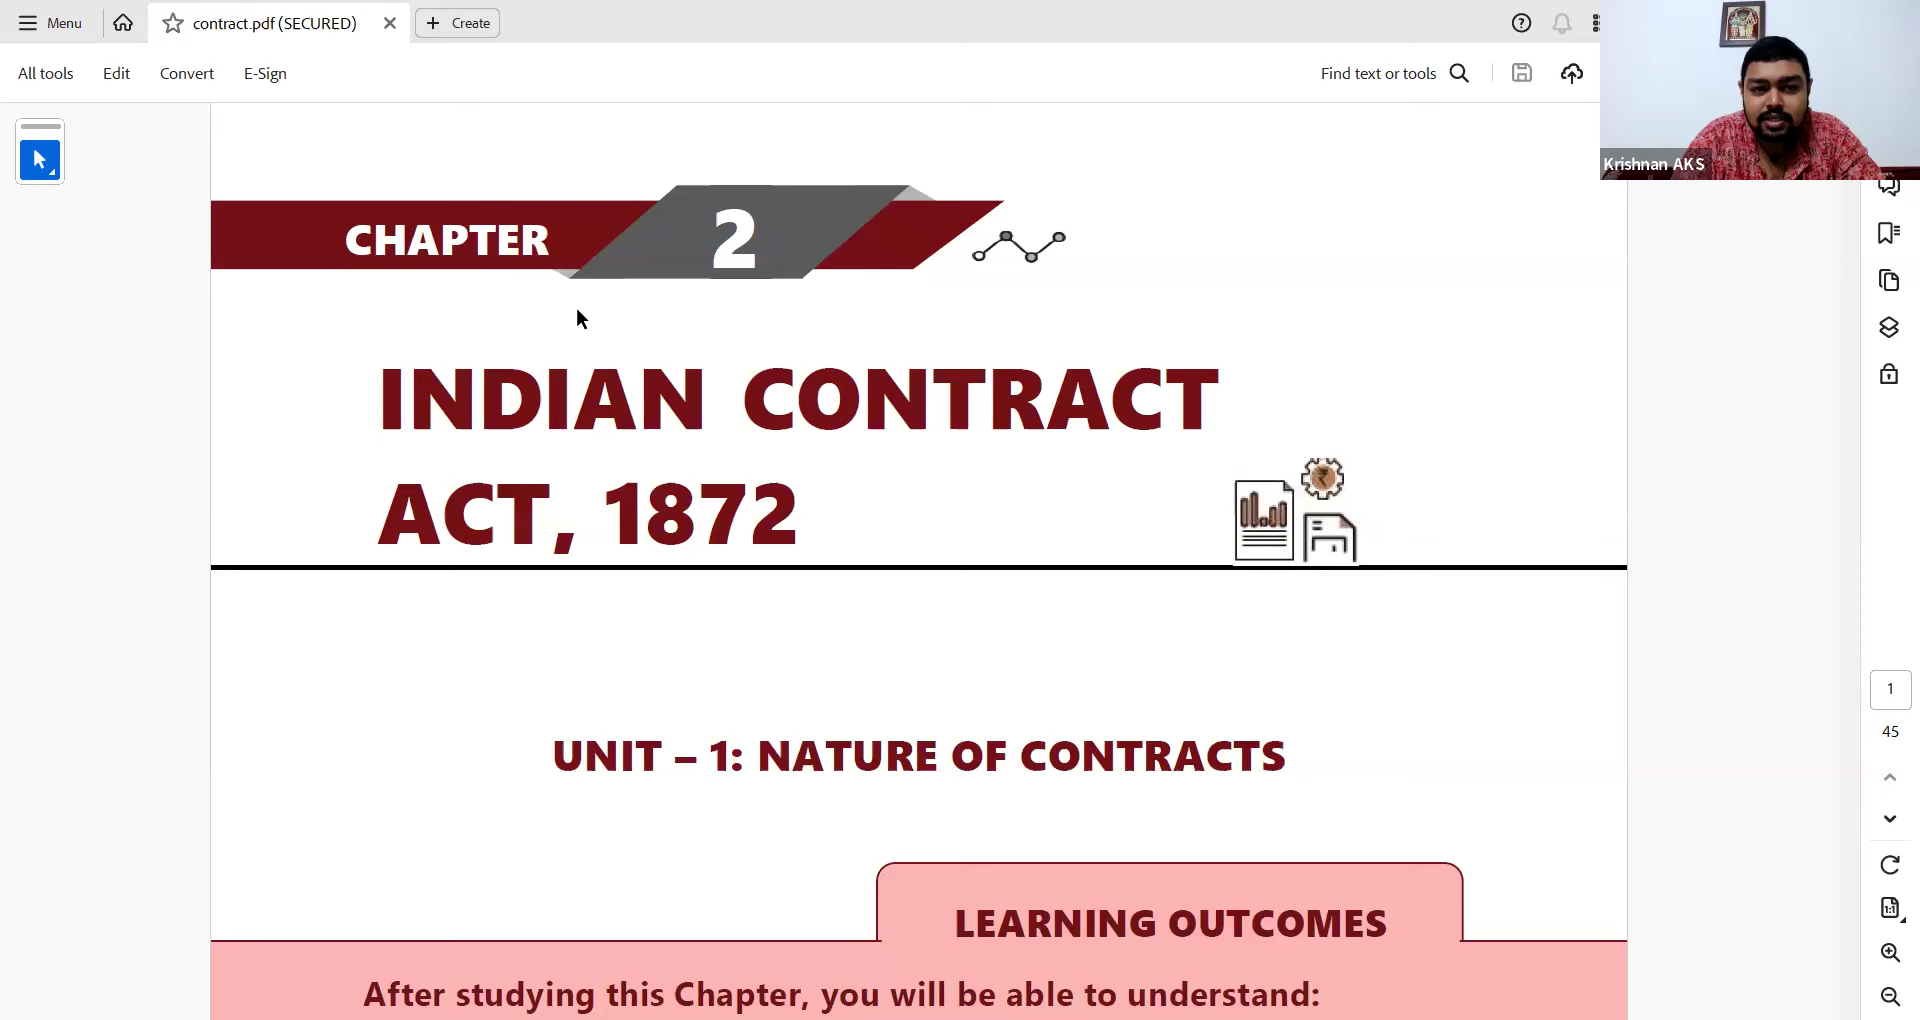 Menu
contract.pdf (SECURED)
Create
All tools
Edit
Convert
E-Sign
Find text or tools
Krishnan AKS
CHAPTER 2
INDIAN CONTRACT
ACT, 1872
₹
UNIT – 1: NATURE OF CONTRACTS
LEARNING OUTCOMES
After studying this Chapter, you will be able to understand:
1
45
1:1